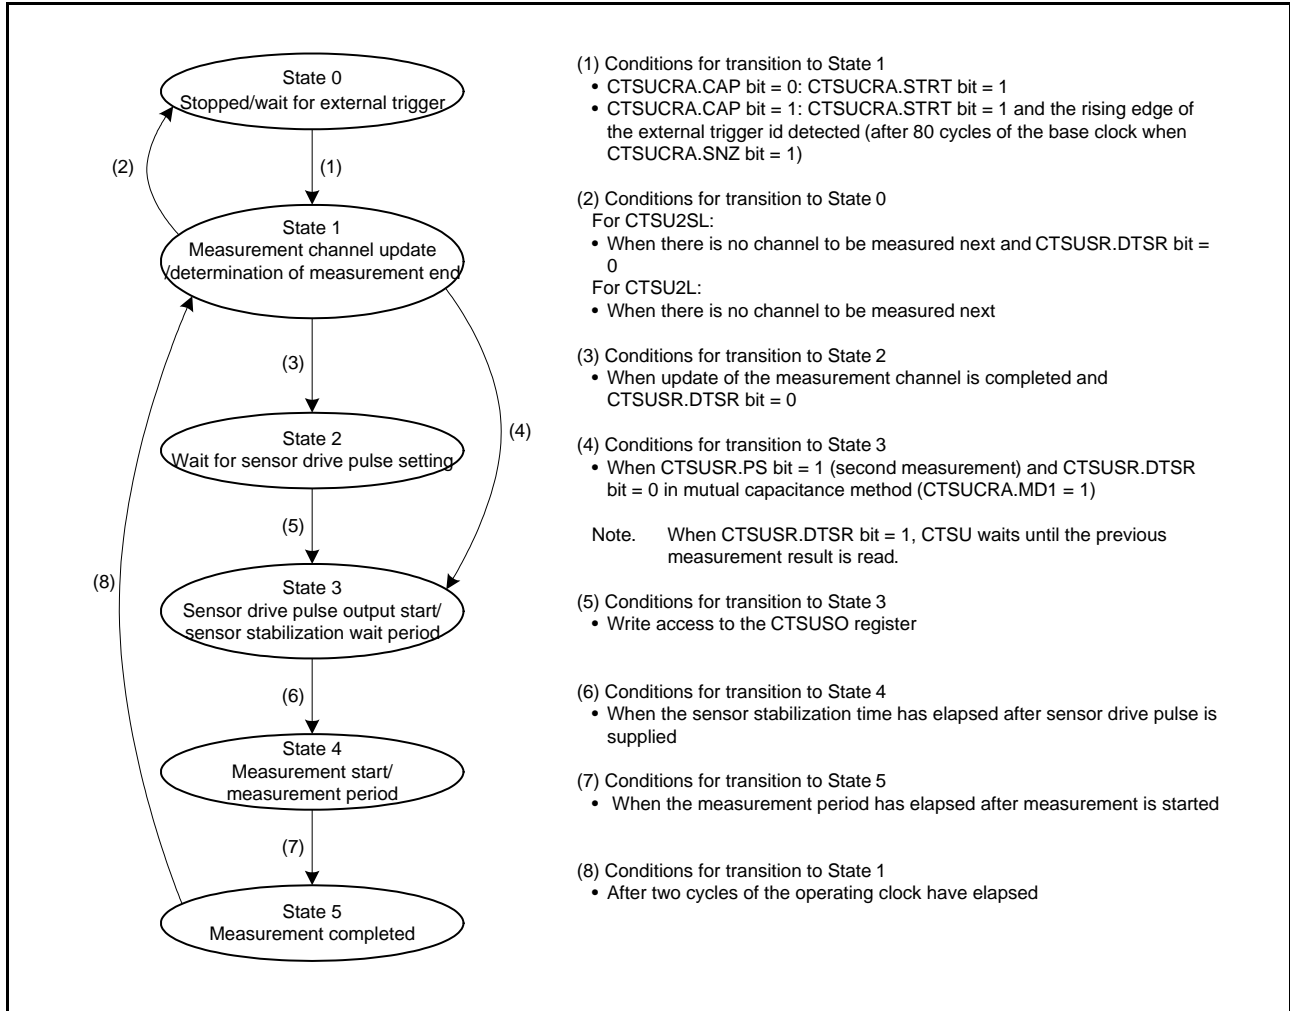 State 0
Stopped/wait for external trigger
(2)
(1)
State 1
Measurement channel update
/determination of measurement end
(3)
(4)
State 2
Wait for sensor drive pulse setting
(5)
(8)
State 3
Sensor drive pulse output start/
sensor stabilization wait period
(6)
State 4
Measurement start/
measurement period
(7)
State 5
Measurement completed
(1) Conditions for transition to State 1
• CTSUCRA.CAP bit = 0: CTSUCRA.STRT bit = 1
• CTSUCRA.CAP bit = 1: CTSUCRA.STRT bit = 1 and the rising edge of
the external trigger id detected (after 80 cycles of the base clock when
CTSUCRA.SNZ bit = 1)
(2) Conditions for transition to State 0
For CTSU2SL:
• When there is no channel to be measured next and CTSUSR.DTSR bit =
0
For CTSU2L:
• When there is no channel to be measured next
(3) Conditions for transition to State 2
• When update of the measurement channel is completed and
CTSUSR.DTSR bit = 0
(4) Conditions for transition to State 3
• When CTSUSR.PS bit = 1 (second measurement) and CTSUSR.DTSR
bit = 0 in mutual capacitance method (CTSUCRA.MD1 = 1)
Note. When CTSUSR.DTSR bit = 1, CTSU waits until the previous
measurement result is read.
(5) Conditions for transition to State 3
• Write access to the CTSUSO register
(6) Conditions for transition to State 4
• When the sensor stabilization time has elapsed after sensor drive pulse is
supplied
(7) Conditions for transition to State 5
• When the measurement period has elapsed after measurement is started
(8) Conditions for transition to State 1
• After two cycles of the operating clock have elapsed